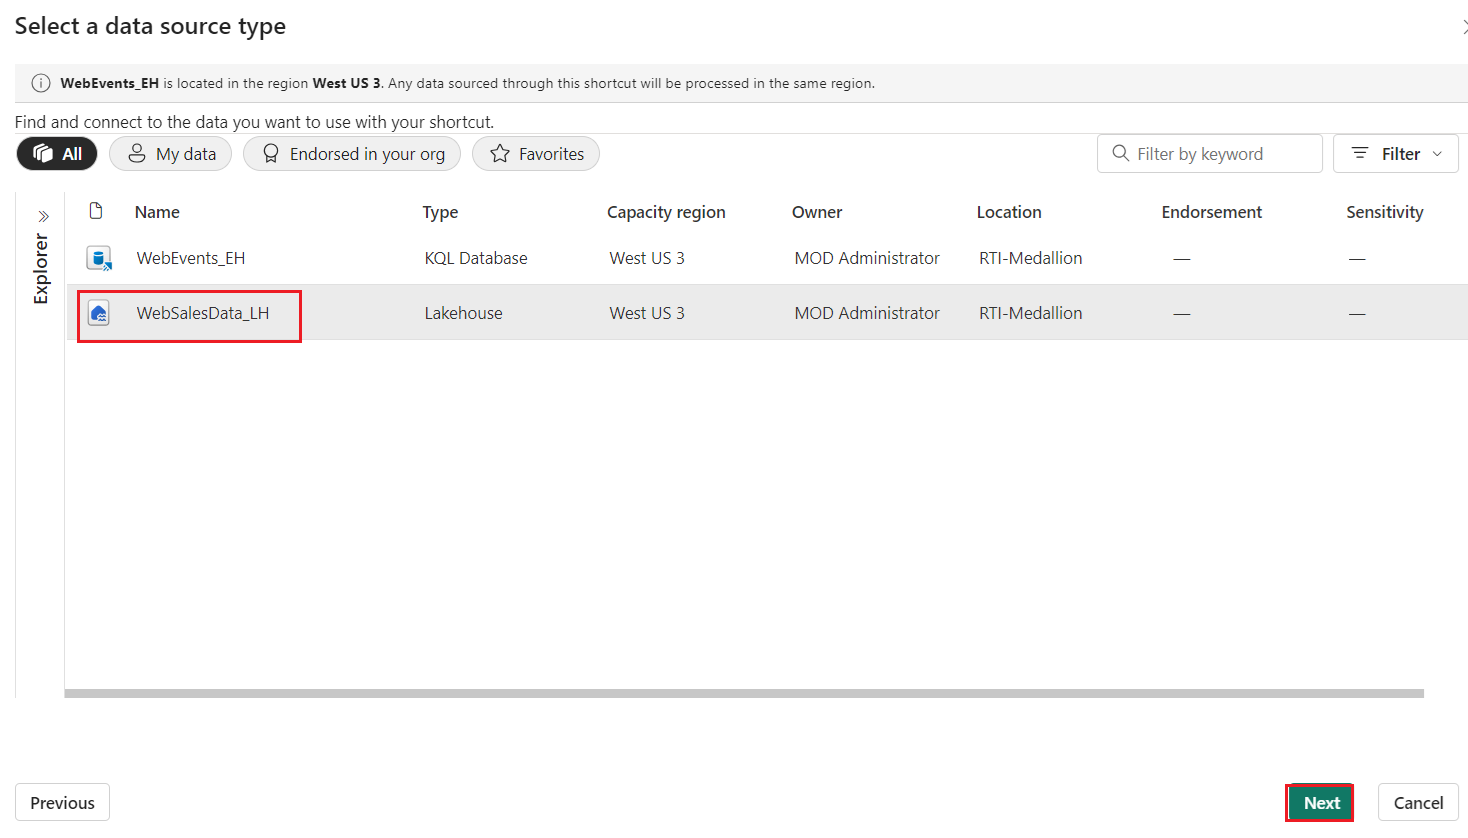 Select a data source type
WebEvents_EH is located in the region West US 3. Any data sourced through this shortcut will be processed in the same region.
Find and connect to the data you want to use with your shortcut.
All My data Endorsed in your org Favorites Filter by keyword Filter
Explorer
Name Type Capacity region Owner Location Endorsement Sensitivity
WebEvents_EH KQL Database West US 3 MOD Administrator RTI-Medallion — —
WebSalesData_LH Lakehouse West US 3 MOD Administrator RTI-Medallion — —
Previous Next Cancel